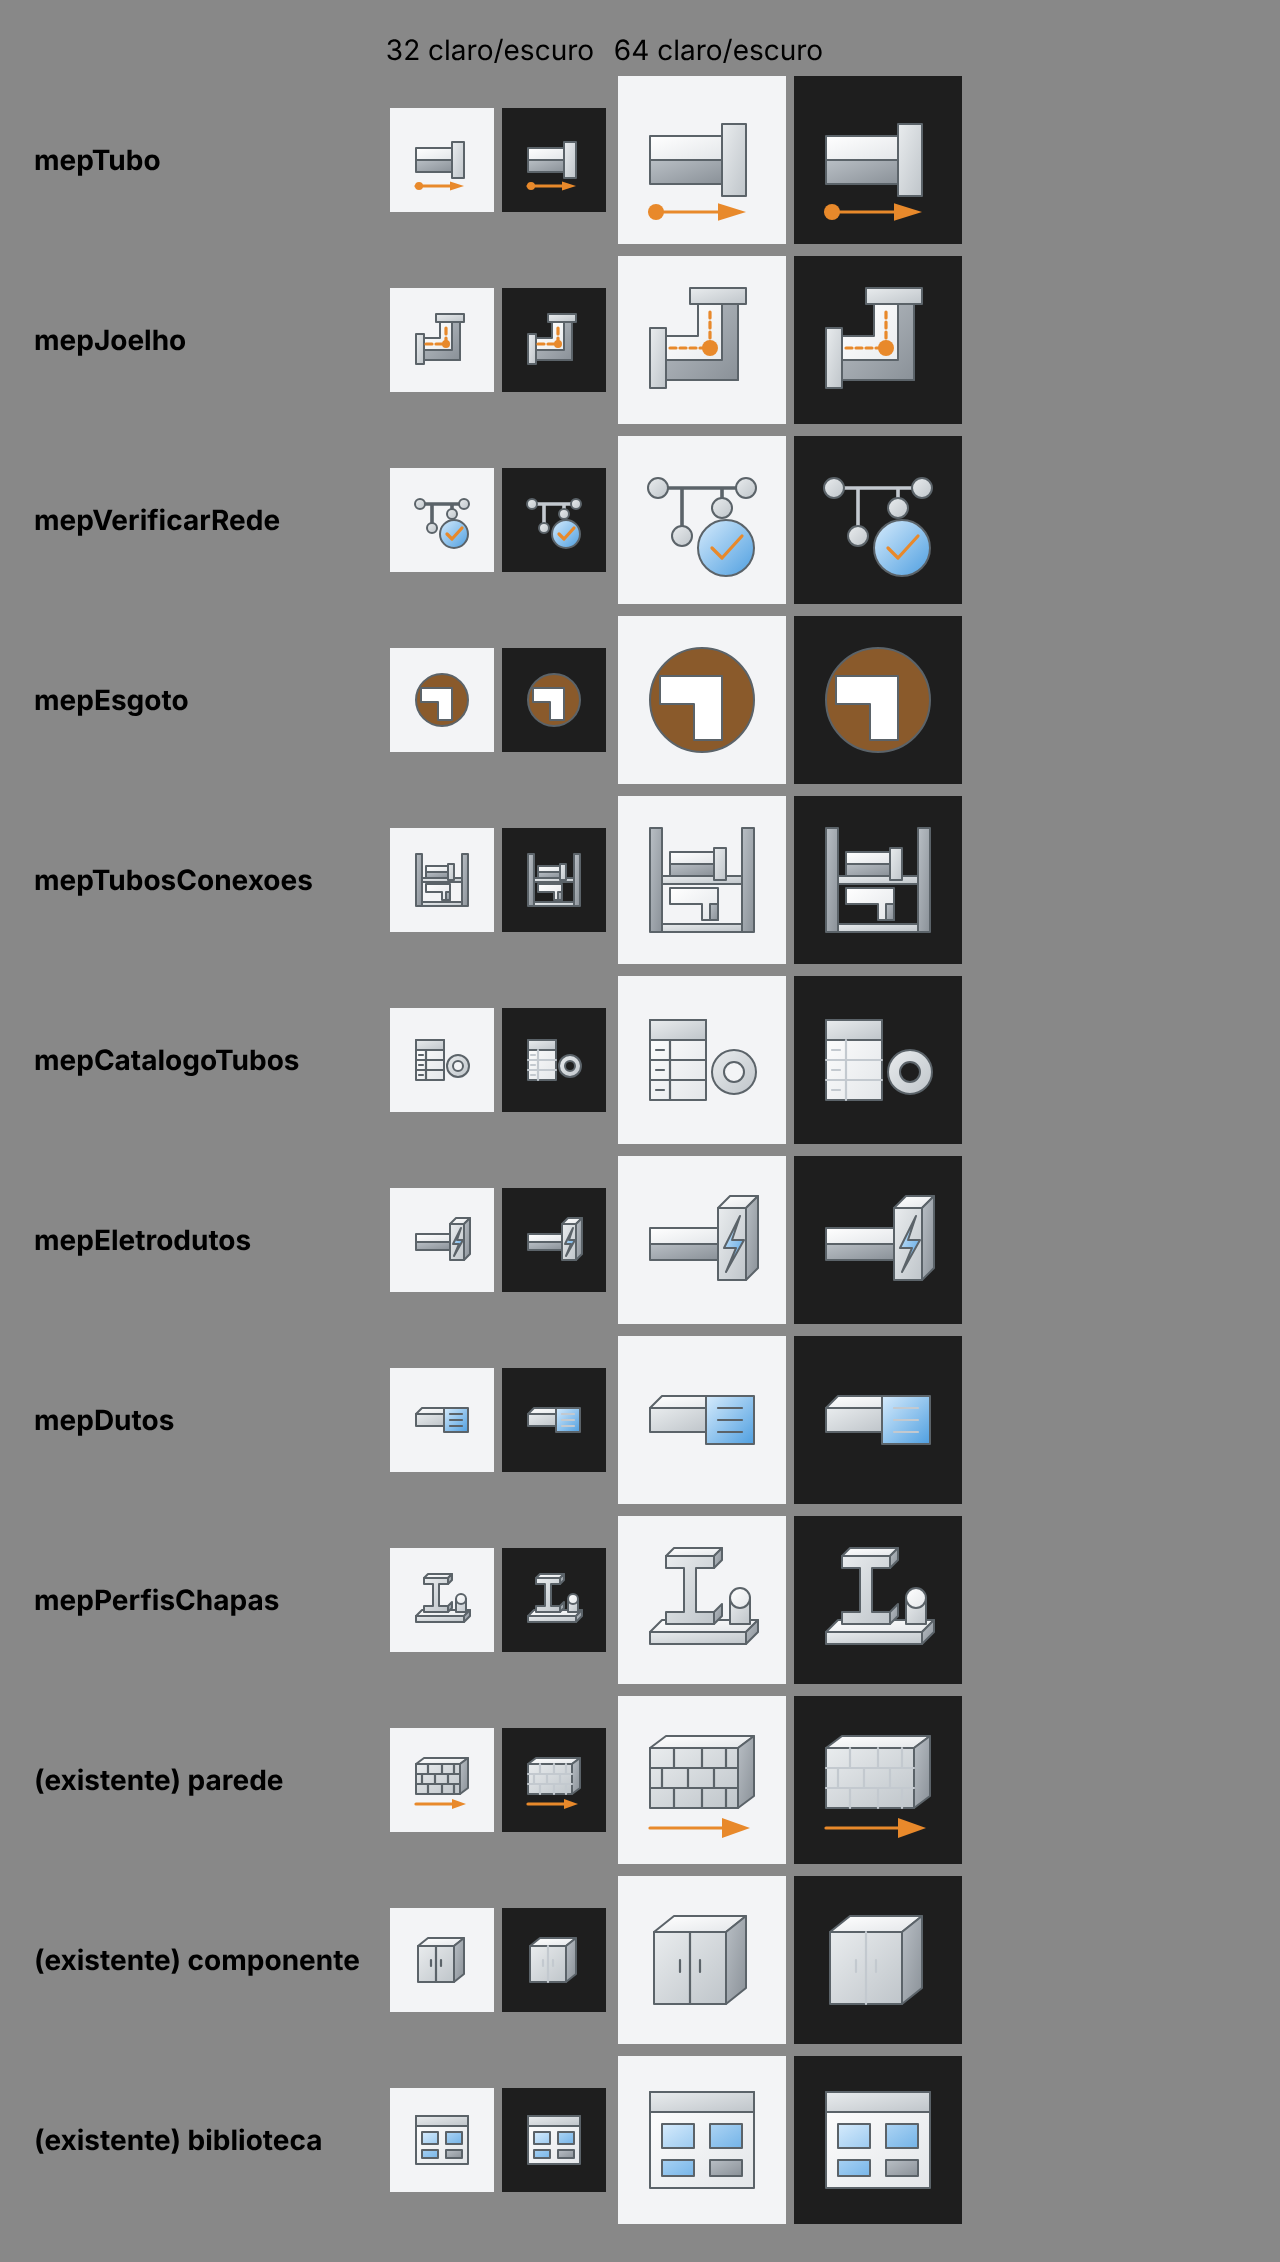 32 claro/escuro 64 claro/escuro
mepTubo
mepJoelho
mepVerificarRede
mepEsgoto
mepTubosConexoes
mepCatalogoTubos
mepEletrodutos
mepDutos
mepPerfisChapas
(existente) parede
(existente) componente
(existente) biblioteca